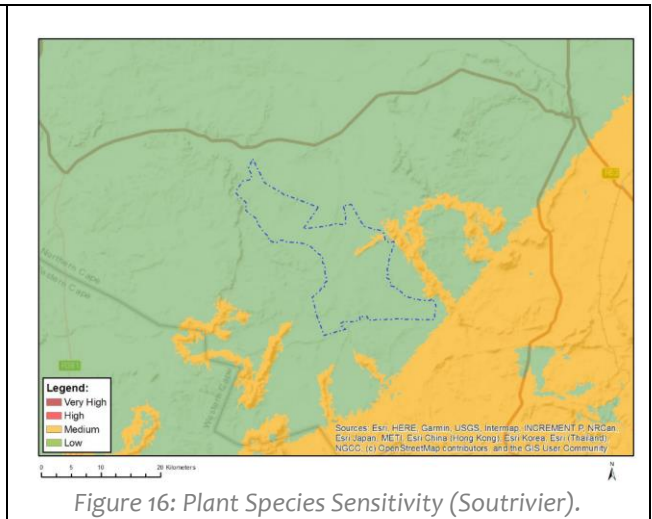 Northern Cape
Western Cape
Western Cape
Legend:
Very High
High
Medium
Low
Sources: Esri, HERE, Garmin, USGS, Intermap, INCREMENT P, NRCan,
Esri Japan, METI, Esri China (Hong Kong), Esri Korea, Esri (Thailand),
NGCC, (c) OpenStreetMap contributors, and the GIS User Community
0 5 10 20 Kilometers
N
Figure 16: Plant Species Sensitivity (Soutrivier).